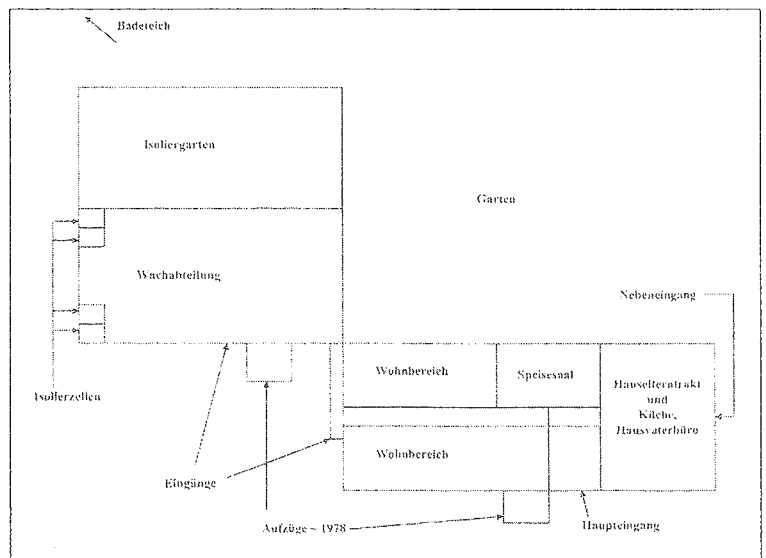 Badeteich
Isoliergarten
Garten
Wachabteilung
Nebeneingang
Wohnbereich
Speisesaal
Hauselterntrakt
und
Küche,
Hausvaterbüro
Isolierzellen
Wohnbereich
Eingänge
Aufzüge ~ 1978
Haupteingang